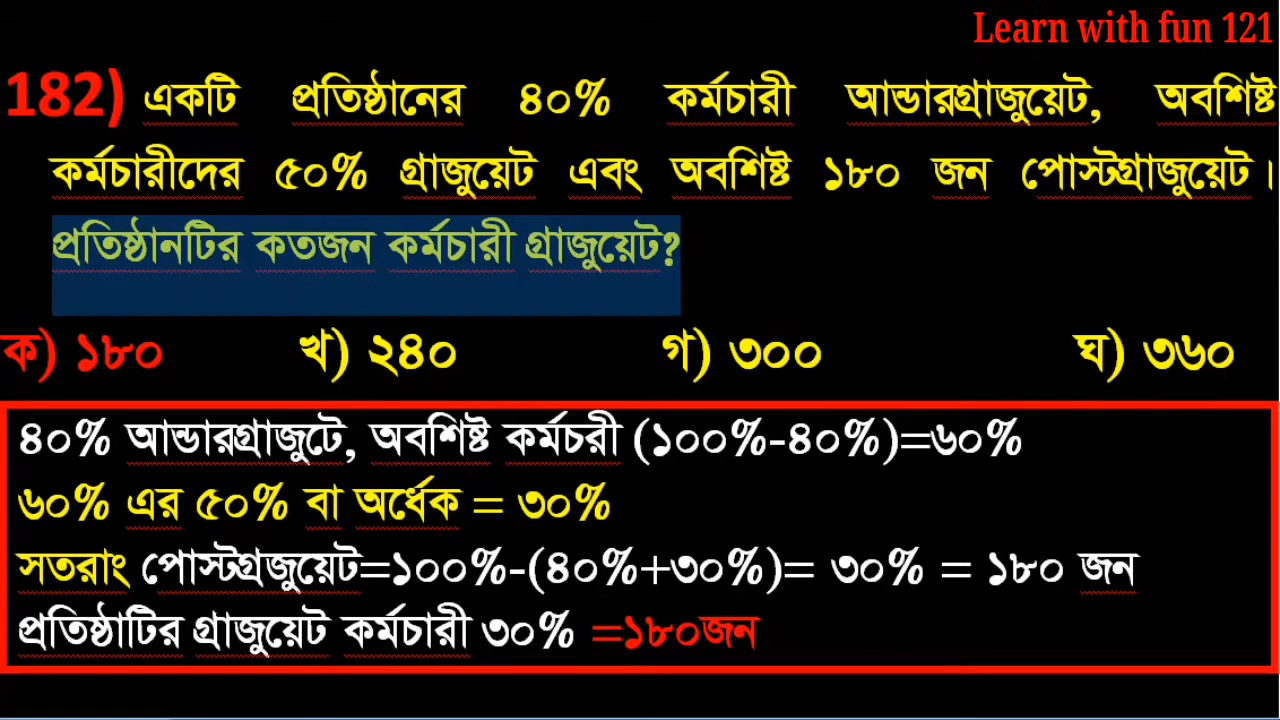 Learn with fun 121
182) একটি প্রতিষ্ঠানের ৪০% কর্মচারী আন্ডারগ্রাজুয়েট, অবশিষ্ট
কর্মচারীদের ৫০% গ্রাজুয়েট এবং অবশিষ্ট ১৮০ জন পোস্টগ্রাজুয়েট।
প্রতিষ্ঠানটির কতজন কর্মচারী গ্রাজুয়েট?
ক) ১৮০ খ) ২৪০ গ) ৩০০ ঘ) ৩৬০
৪০% আন্ডারগ্রাজুটে, অবশিষ্ট কর্মচরী (১০০%-৪০%)=৬০%
৬০% এর ৫০% বা অর্ধেক = ৩০%
সতরাং পোস্টগ্রজুয়েট=১০০%-(৪০%+৩০%)= ৩০% = ১৮০ জন
প্রতিষ্ঠাটির গ্রাজুয়েট কর্মচারী ৩০% =১৮০জন